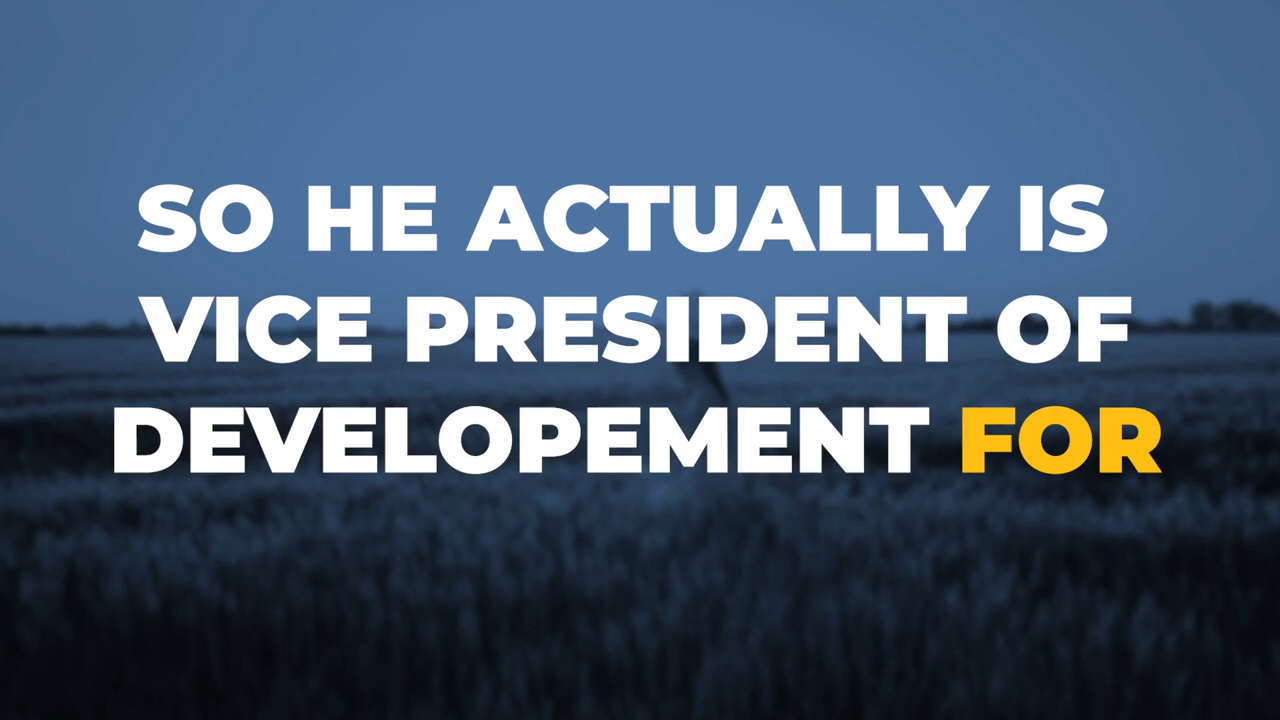 SO HE ACTUALLY IS
VICE PRESIDENT OF
DEVELOPEMENT FOR